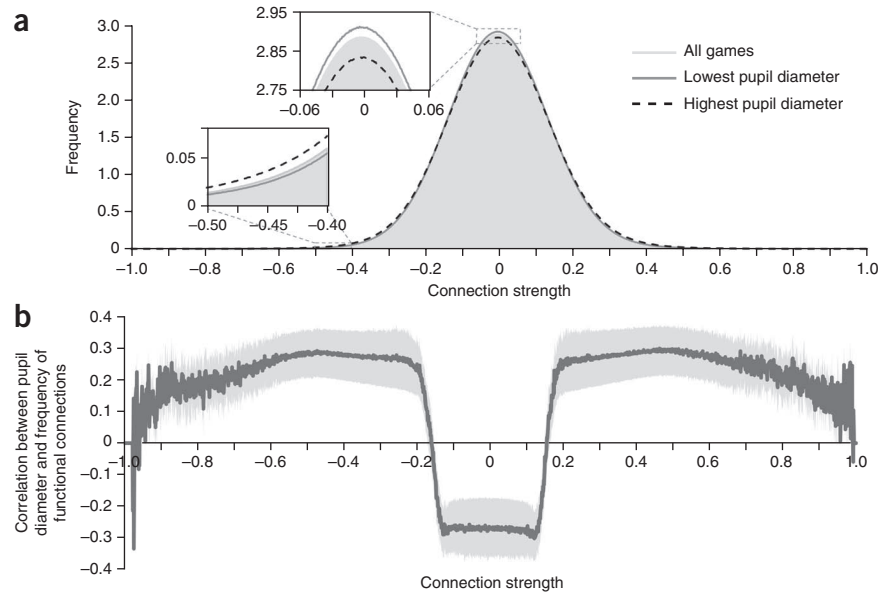 a
3.0
2.5
2.0
1.5
1.0
0.5
0
Frequency
2.95
2.85
2.75
−0.06
0
0.06
0.05
0
−0.50
−0.45
−0.40
All games
Lowest pupil diameter
Highest pupil diameter
−1.0 −0.8 −0.6 −0.4 −0.2 0 0.2 0.4 0.6 0.8 1.0
Connection strength
b
0.4
0.3
0.2
0.1
0
−0.1
−0.2
−0.3
−0.4
Correlation between pupil
diameter and frequency of
functional connections
−1.0 −0.8 −0.6 −0.4 −0.2 0 0.2 0.4 0.6 0.8 1.0
Connection strength